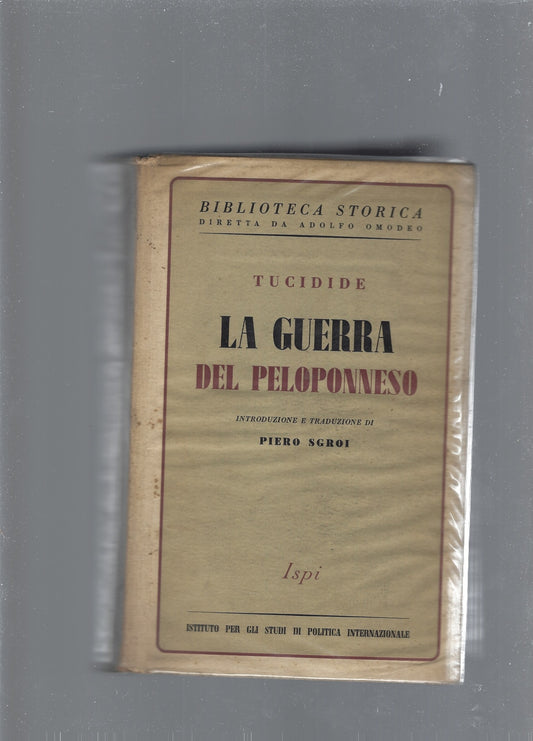 BIBLIOTECA STORICA
DIRETTA DA ADOLFO OMODEO
TUCIDIDE
LA GUERRA
DEL PELOPONNESO
INTRODUZIONE E TRADUZIONE DI
PIERO SGROI
Ispi
ISTITUTO PER GLI STUDI DI POLITICA INTERNAZIONALE